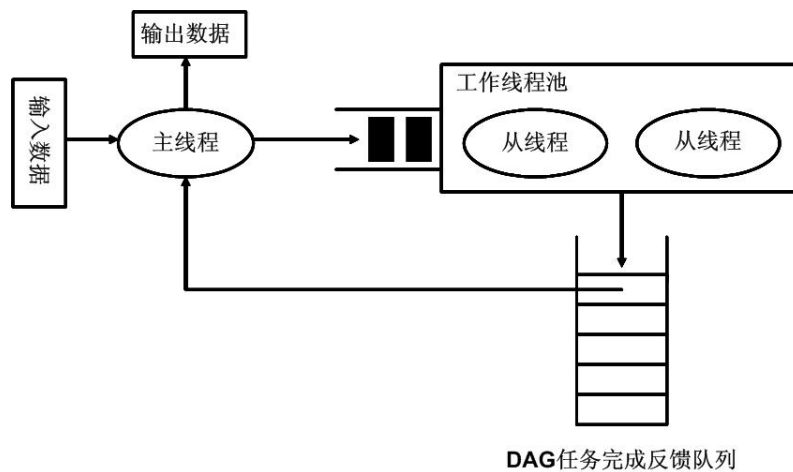 输出数据
工作线程池
输入数据
主线程
从线程
从线程
DAG任务完成反馈队列